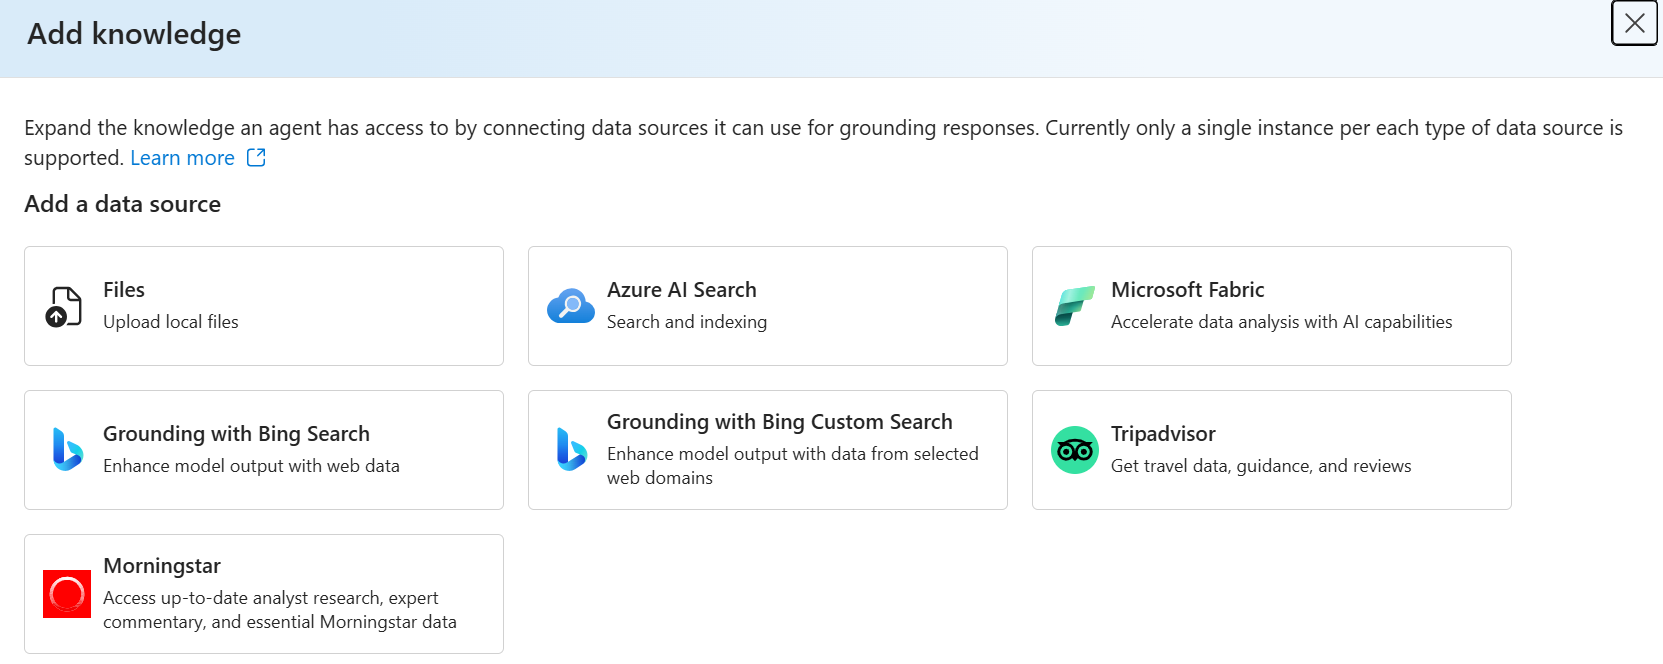 Add knowledge
Expand the knowledge an agent has access to by connecting data sources it can use for grounding responses. Currently only a single instance per each type of data source is
supported. Learn more
Add a data source
Files
Upload local files
Azure AI Search
Search and indexing
Microsoft Fabric
Accelerate data analysis with AI capabilities
Grounding with Bing Search
Enhance model output with web data
Grounding with Bing Custom Search
Enhance model output with data from selected
web domains
Tripadvisor
Get travel data, guidance, and reviews
Morningstar
Access up-to-date analyst research, expert
commentary, and essential Morningstar data